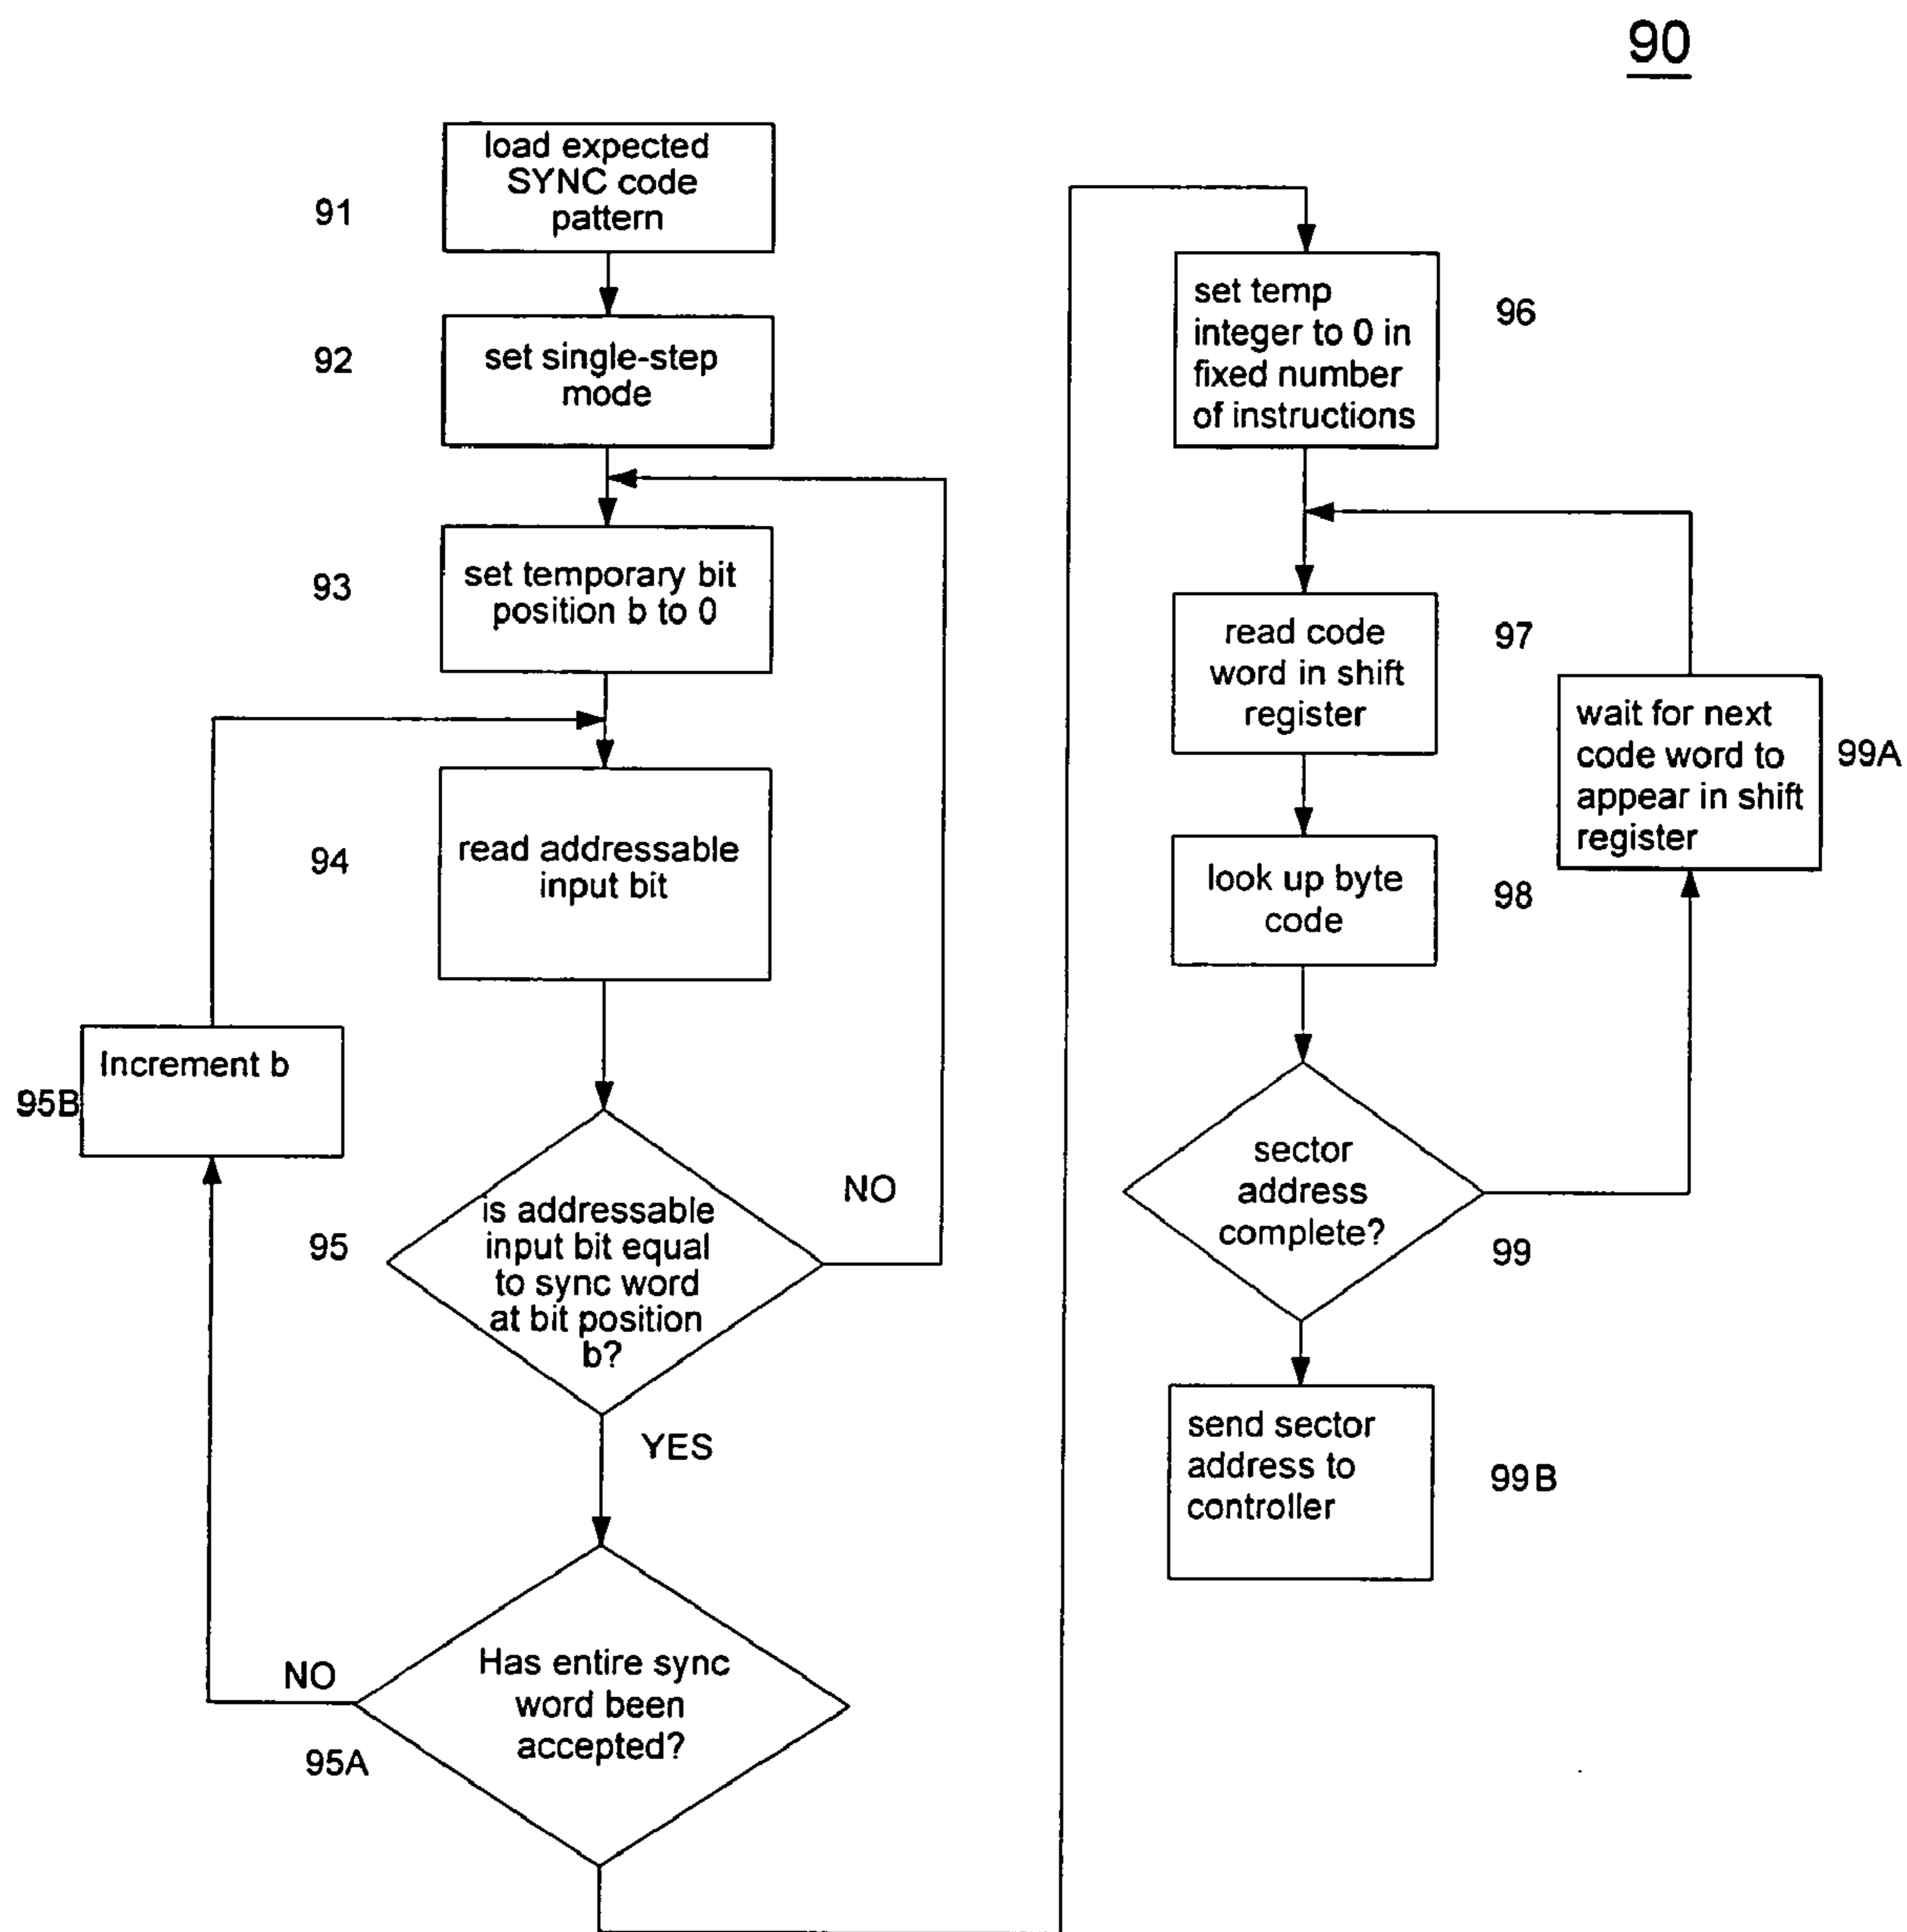 90
load expected
SYNC code
pattern
91
set single-step
mode
92
set temporary bit
position b to 0
93
read addressable
input bit
94
Increment b
95B
is addressable
input bit equal
to sync word
at bit position
b?
95
NO
YES
Has entire sync
word been
accepted?
NO
95A
set temp
integer to 0 in
fixed number
of instructions
96
read code
word in shift
register
97
wait for next
code word to
appear in shift
register
99A
look up byte
code
98
sector
address
complete?
99
send sector
address to
controller
99B